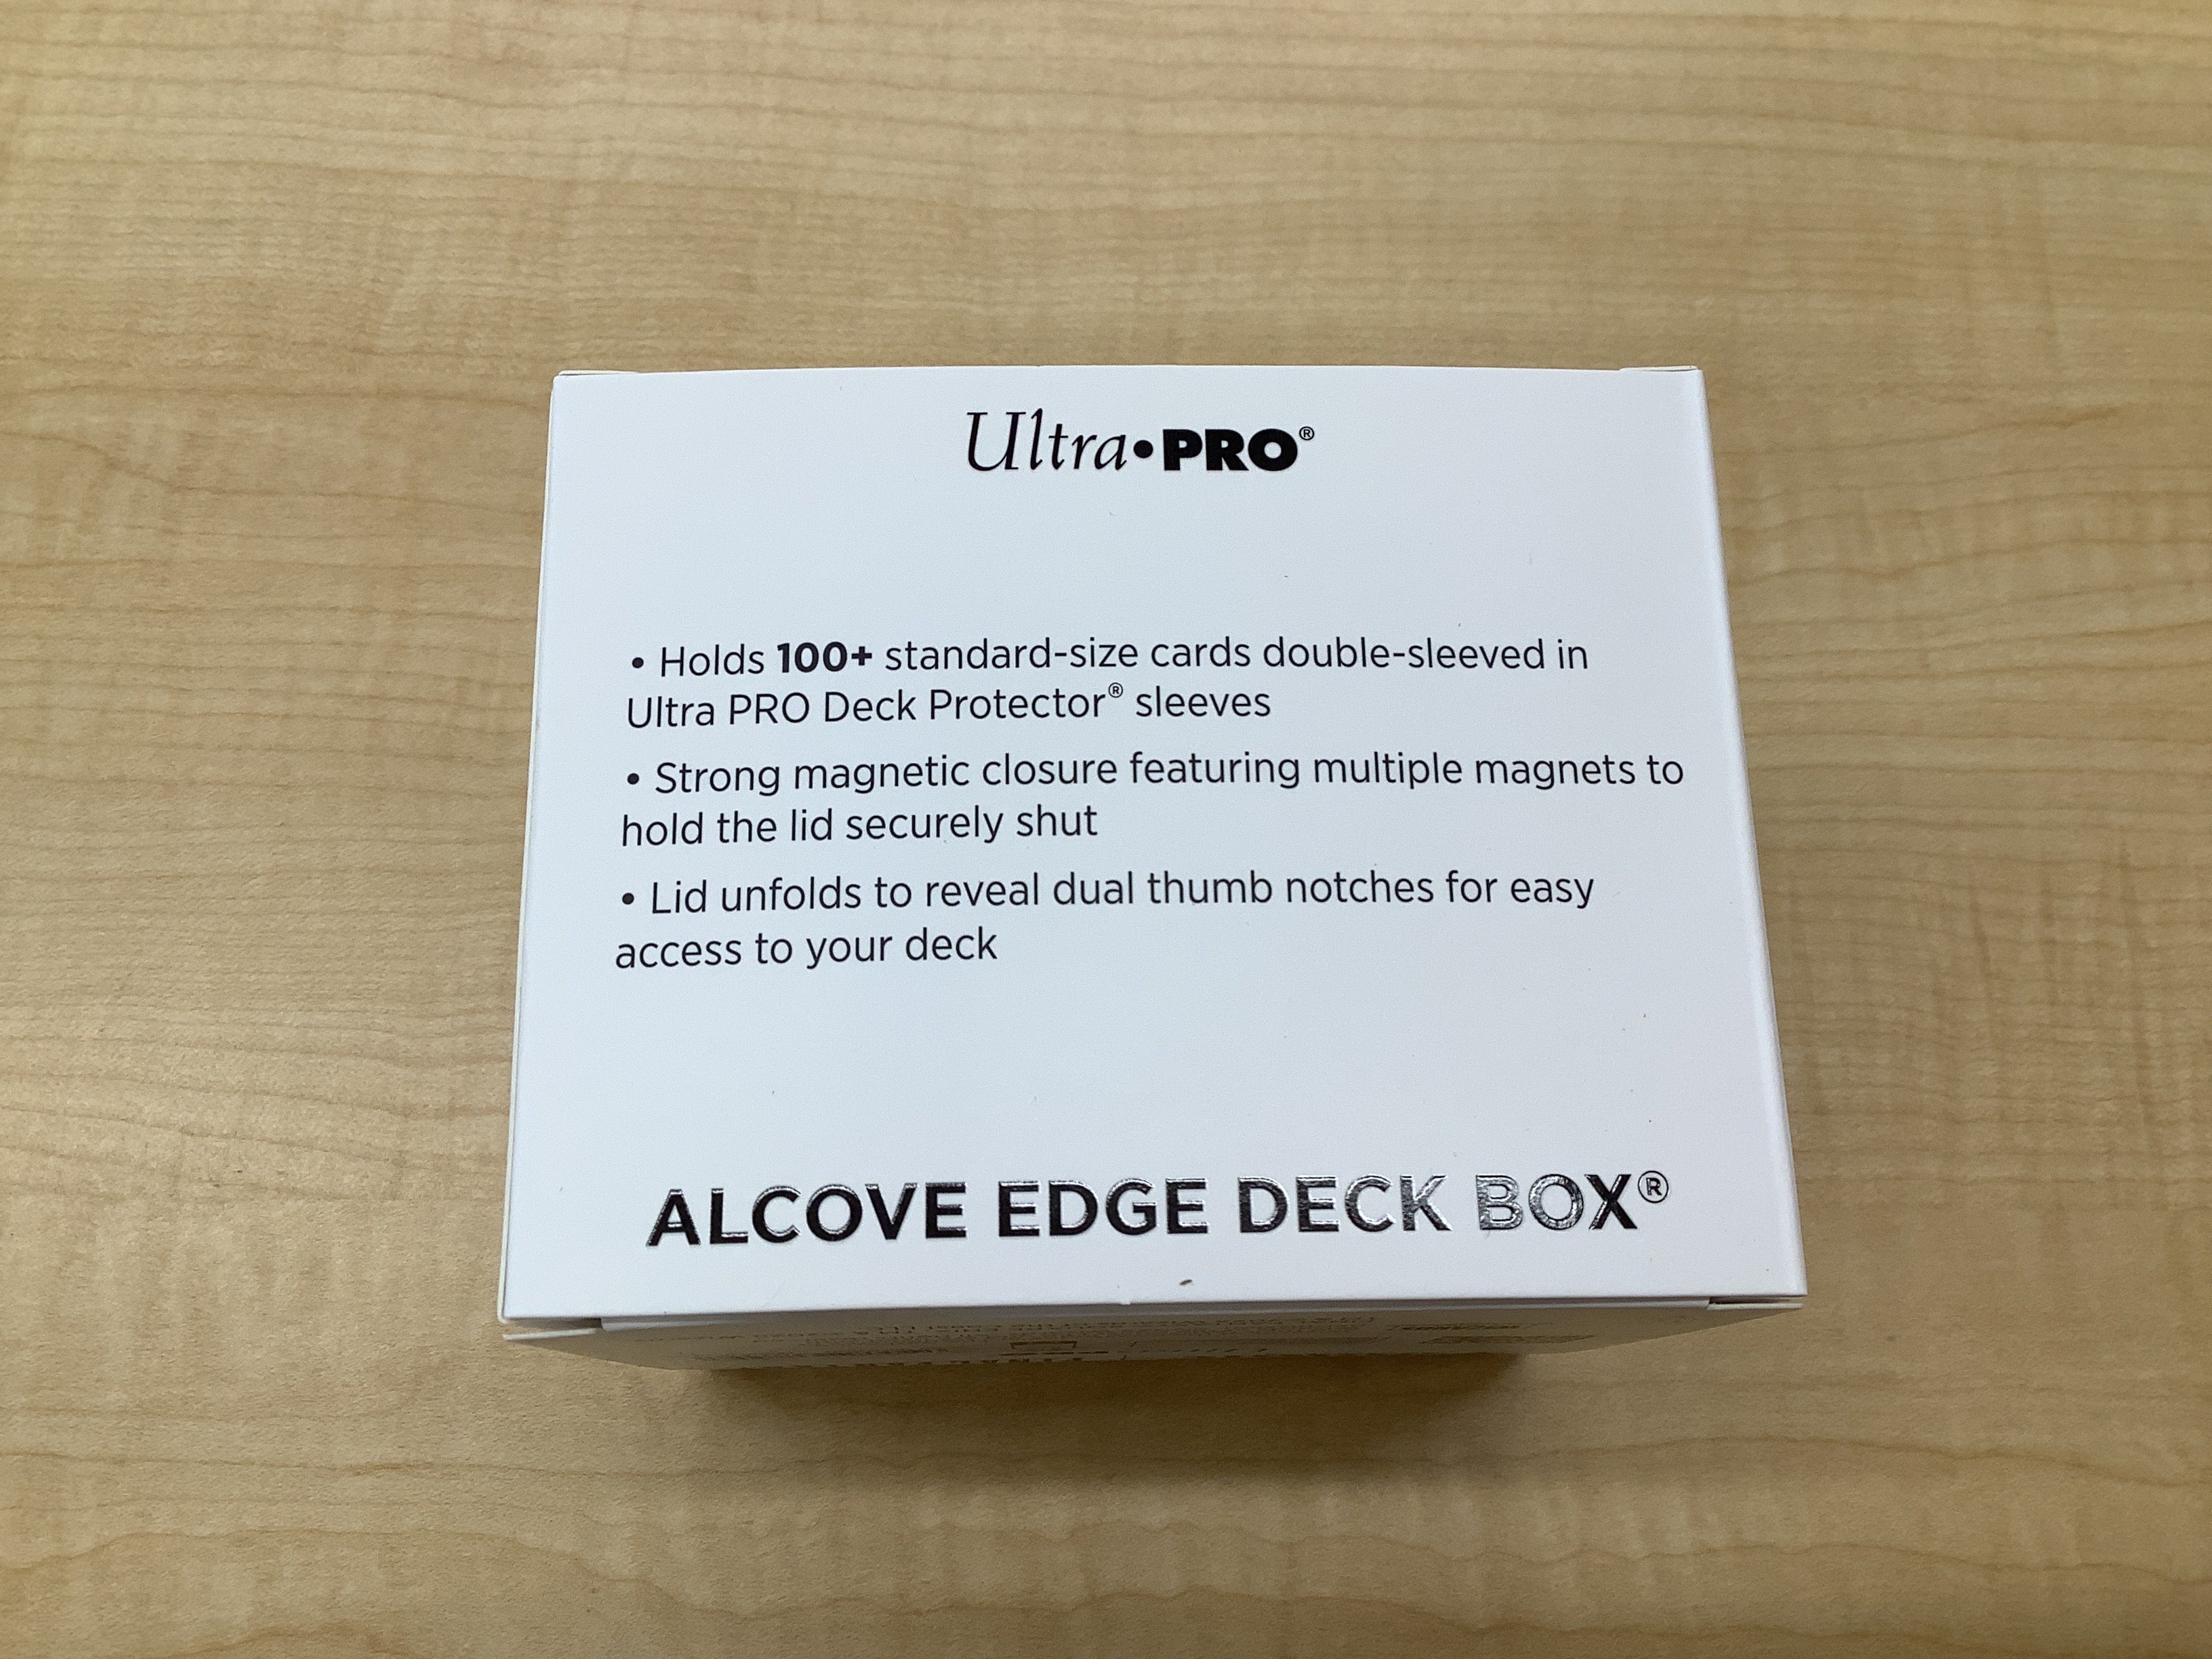 Ultra•PRO®
• Holds 100+ standard-size cards double-sleeved in
Ultra PRO Deck Protector® sleeves
• Strong magnetic closure featuring multiple magnets to
hold the lid securely shut
• Lid unfolds to reveal dual thumb notches for easy
access to your deck
ALCOVE EDGE DECK BOX®